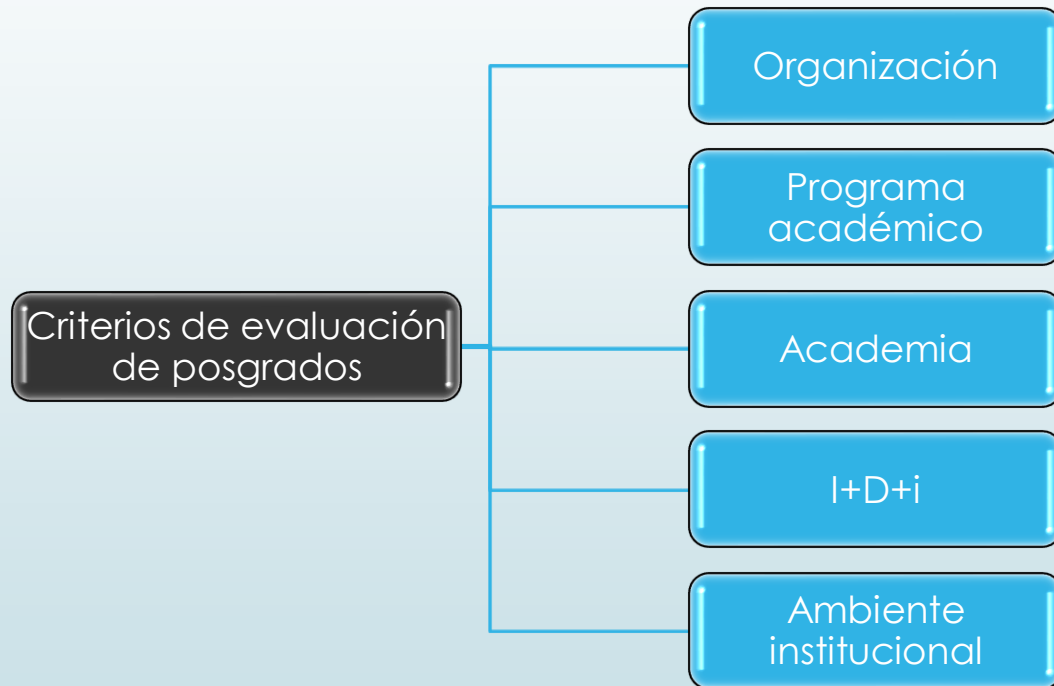 Organización
Programa
académico
Criterios de evaluación
de posgrados
Academia
I+D+i
Ambiente
institucional